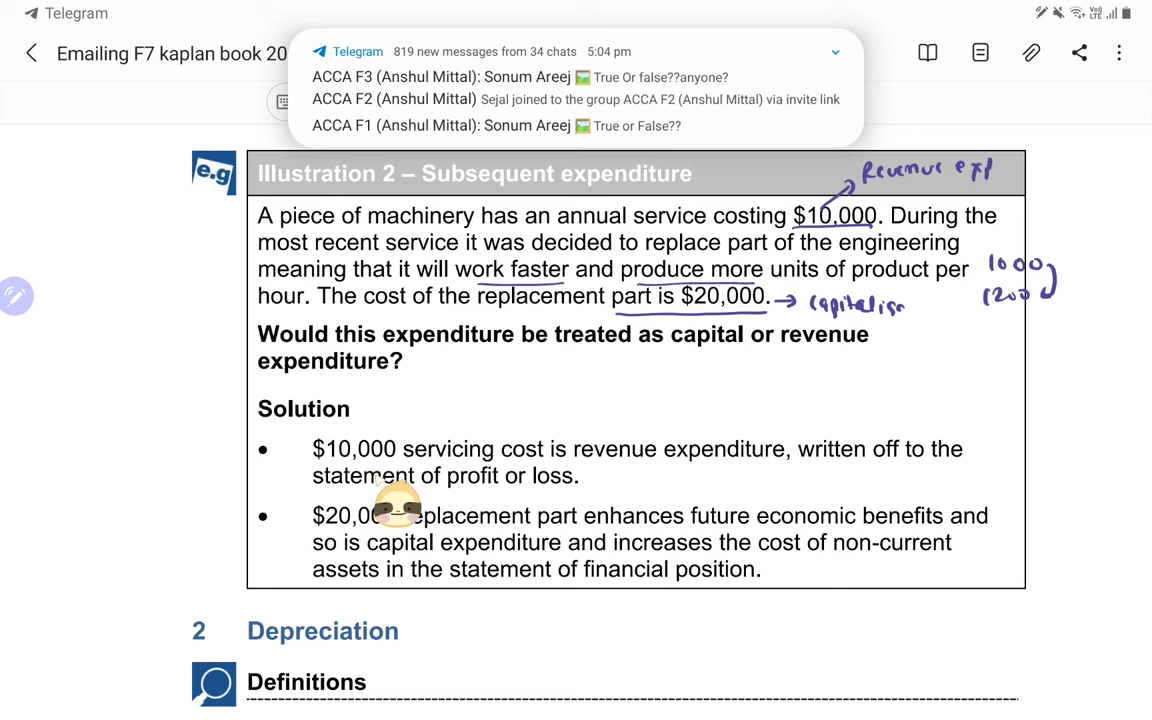 Telegram
Emailing F7 kaplan book 20
Telegram 819 new messages from 34 chats 5:04 pm
ACCA F3 (Anshul Mittal): Sonum Areej True Or false??anyone?
ACCA F2 (Anshul Mittal) Sejal joined to the group ACCA F2 (Anshul Mittal) via invite link
ACCA F1 (Anshul Mittal): Sonum Areej True or False??
e.g Illustration 2 – Subsequent expenditure
Revenue exp
A piece of machinery has an annual service costing $10,000. During the
most recent service it was decided to replace part of the engineering
meaning that it will work faster and produce more units of product per
1000
hour. The cost of the replacement part is $20,000.
→ Capitalise
1200
Would this expenditure be treated as capital or revenue
expenditure?
Solution
• $10,000 servicing cost is revenue expenditure, written off to the
statement of profit or loss.
• $20,00 eplacement part enhances future economic benefits and
so is capital expenditure and increases the cost of non-current
assets in the statement of financial position.
2 Depreciation
Definitions